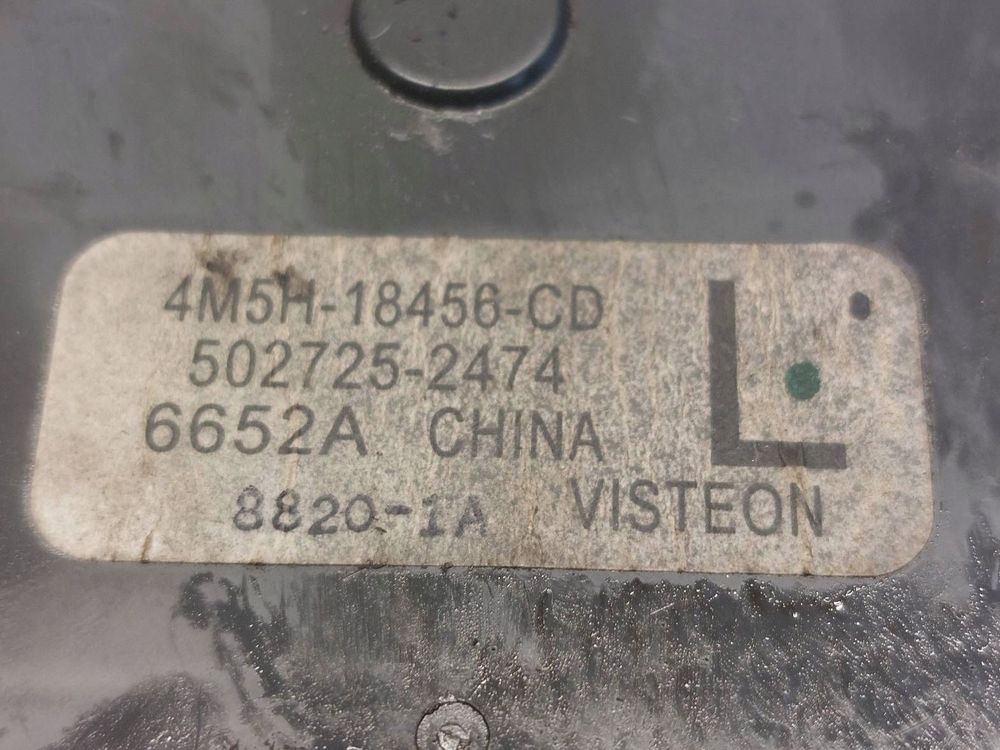 4M5H-18456-CD
502725-2474
6652A CHINA
L
8820-1A VISTEON